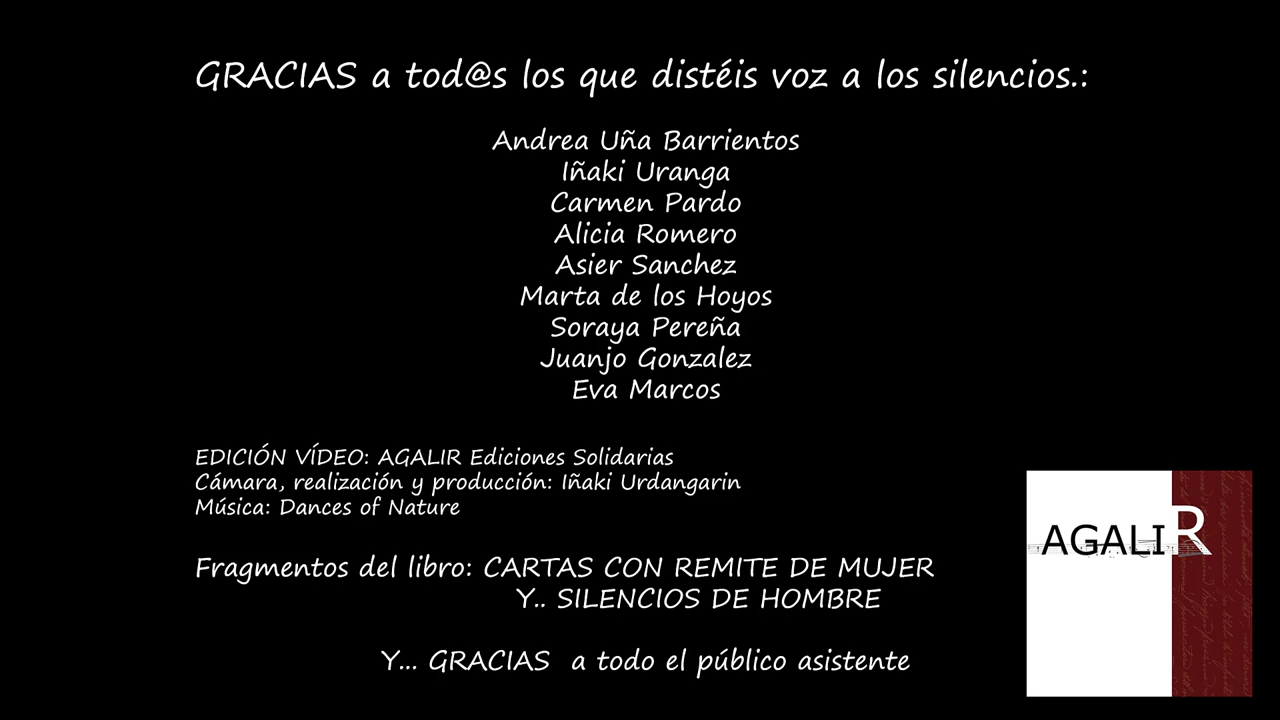 GRACIAS a tod@s los que distéis voz a los silencios.:
Andrea Uña Barrientos
Iñaki Uranga
Carmen Pardo
Alicia Romero
Asier Sanchez
Marta de los Hoyos
Soraya Pereña
Juanjo Gonzalez
Eva Marcos
EDICIÓN VÍDEO: AGALIR Ediciones Solidarias
Cámara, realización y producción: Iñaki Urdangarin
Música: Dances of Nature
Fragmentos del libro: CARTAS CON REMITE DE MUJER
Y.. SILENCIOS DE HOMBRE
Y... GRACIAS a todo el público asistente
AGALIR